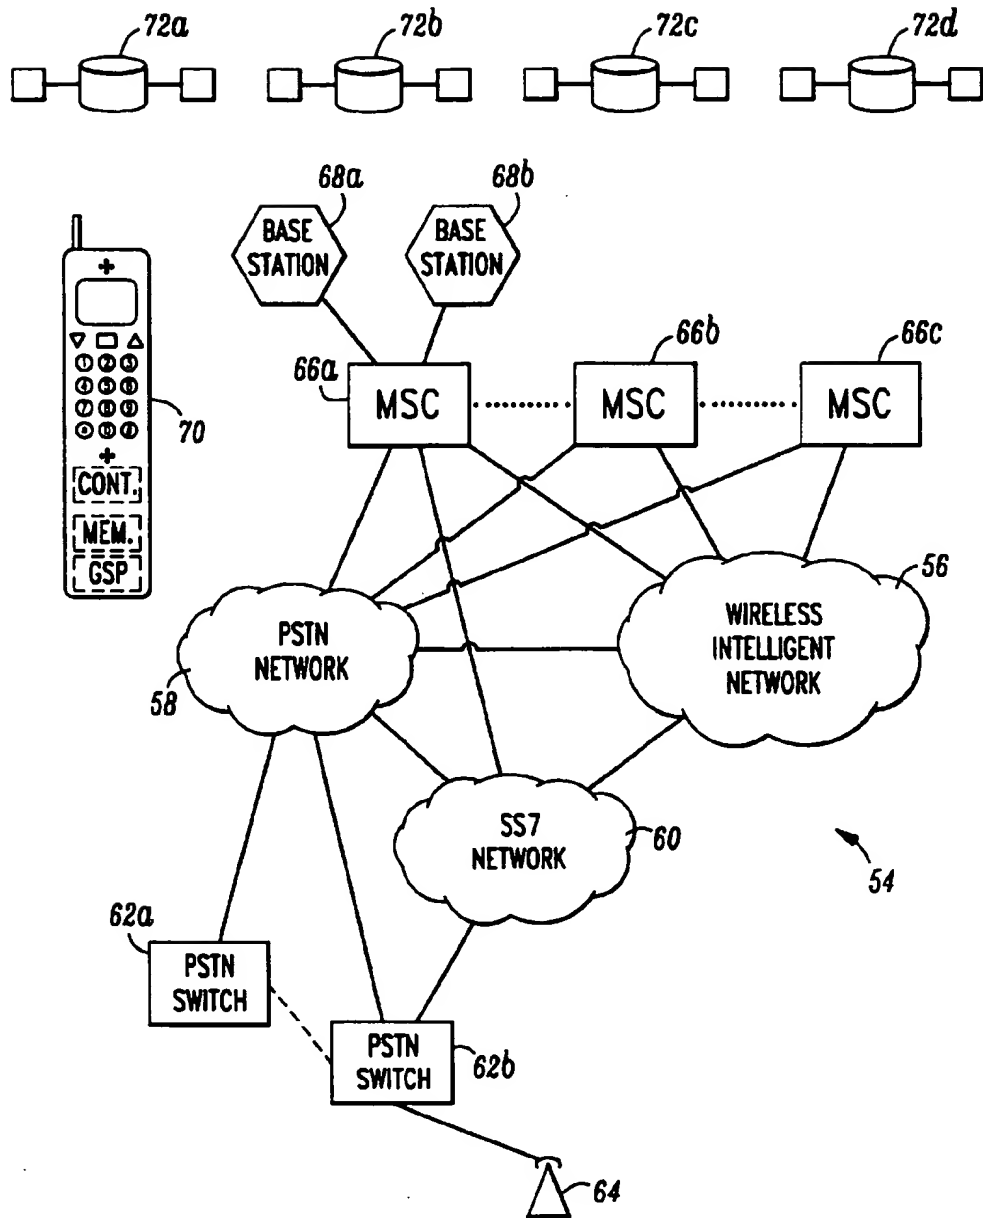 72a
72b
72c
72d
68a
68b
BASE
STATION
BASE
STATION
66a
66b
66c
MSC
MSC
MSC
70
CONT.
MEM.
GSP
56
PSTN
NETWORK
WIRELESS
INTELLIGENT
NETWORK
58
SS7
NETWORK
60
54
62a
PSTN
SWITCH
PSTN
SWITCH
62b
64